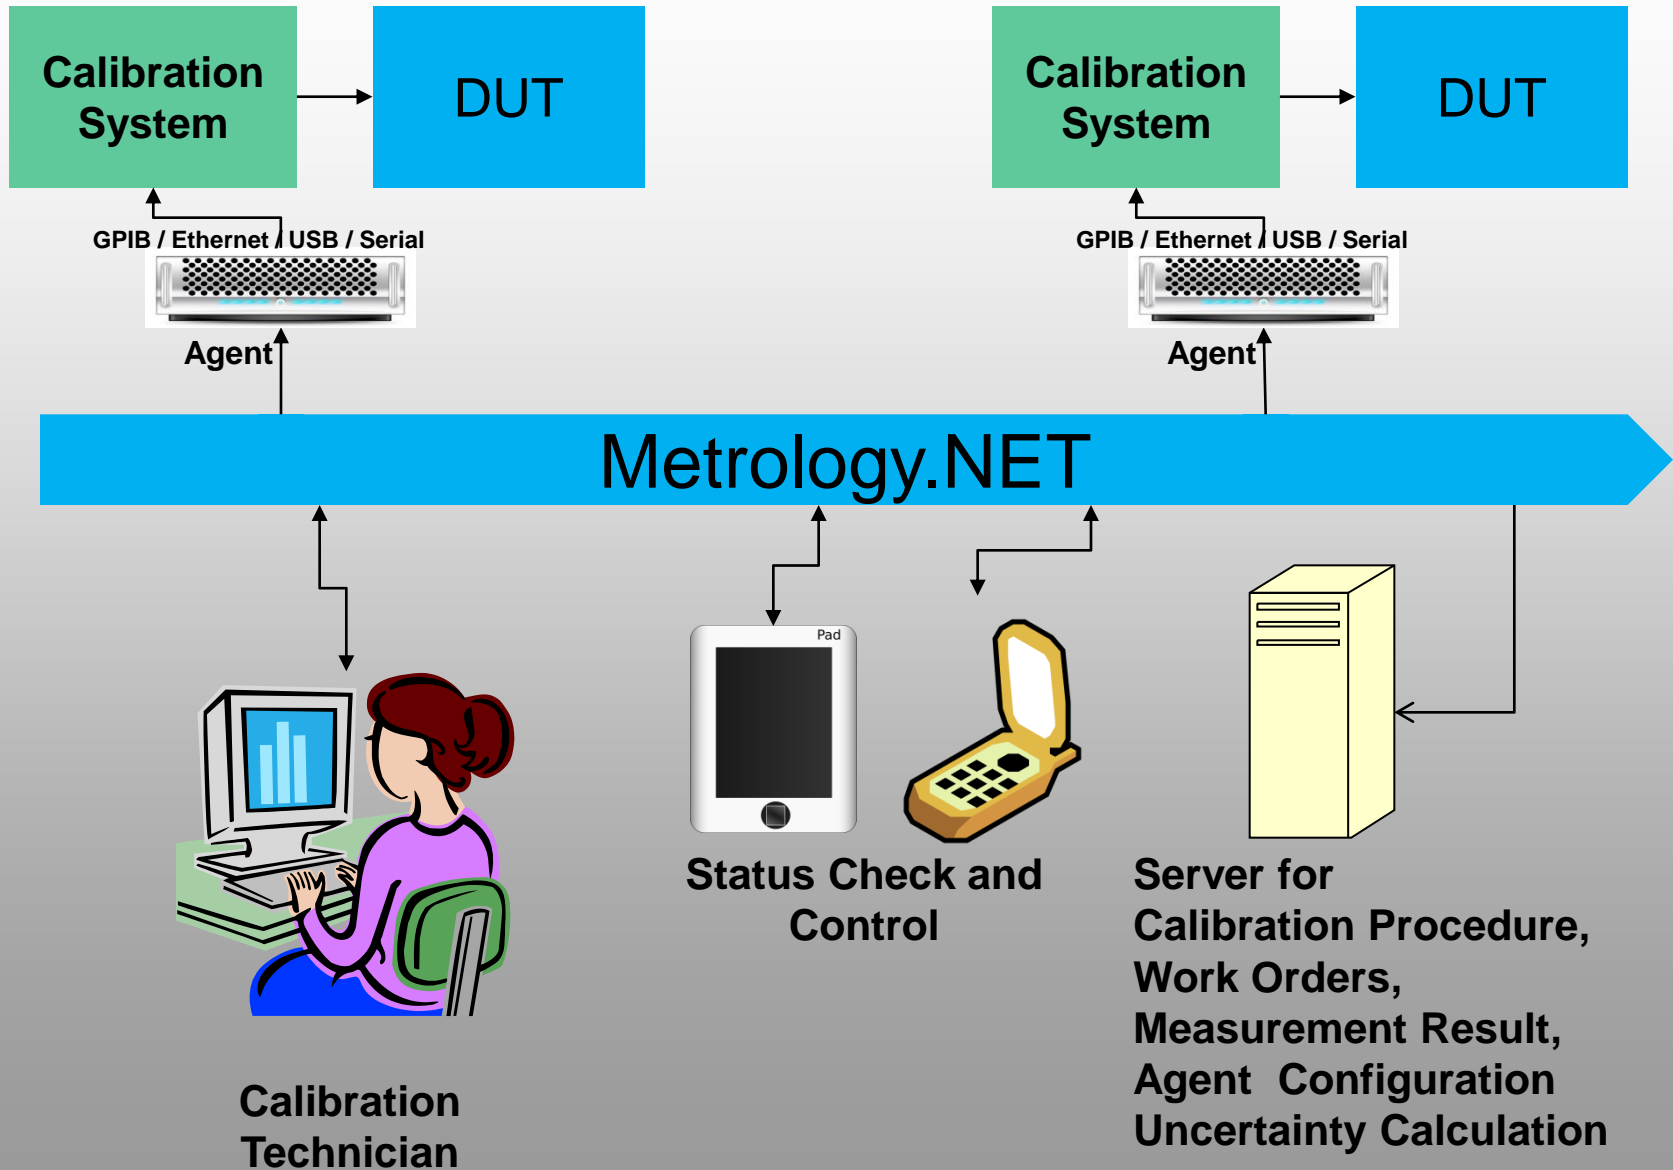 Calibration
System
DUT
Calibration
System
DUT
GPIB / Ethernet / USB / Serial
GPIB / Ethernet / USB / Serial
Agent
Agent
Metrology.NET
Pad
Status Check and
Control
Server for
Calibration Procedure,
Work Orders,
Measurement Result,
Agent Configuration
Uncertainty Calculation
Calibration
Technician